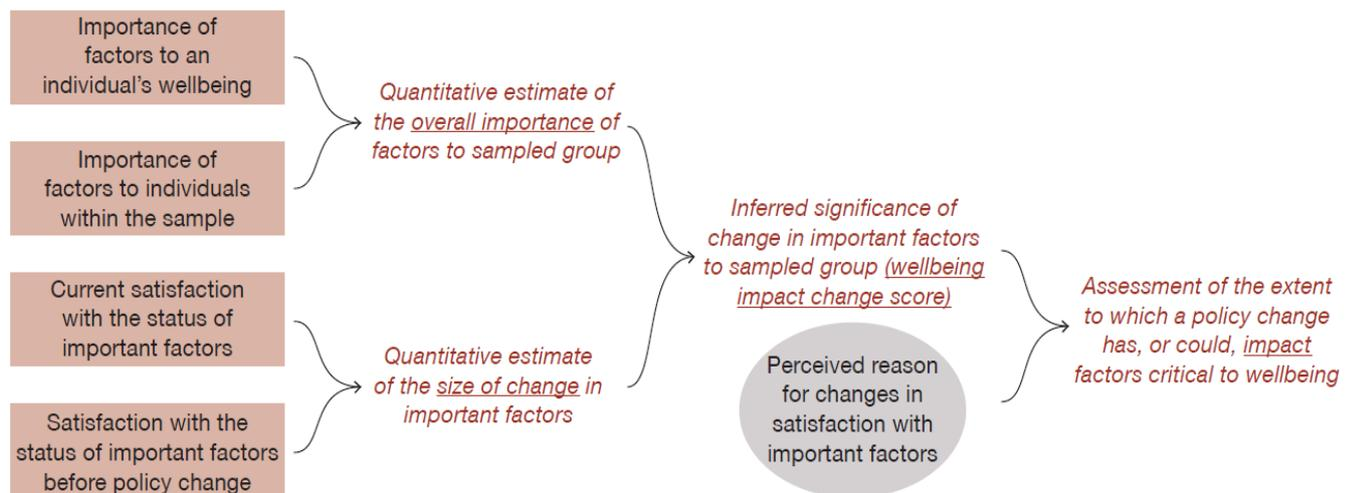 Importance of
factors to an
individual's wellbeing
Importance of
factors to individuals
within the sample
Current satisfaction
with the status of
important factors
Satisfaction with the
status of important factors
before policy change
Quantitative estimate of
the overall importance of
factors to sampled group
Quantitative estimate
of the size of change in
important factors
Inferred significance of
change in important factors
to sampled group (wellbeing
impact change score)
Perceived reason
for changes in
satisfaction with
important factors
Assessment of the extent
to which a policy change
has, or could, impact
factors critical to wellbeing